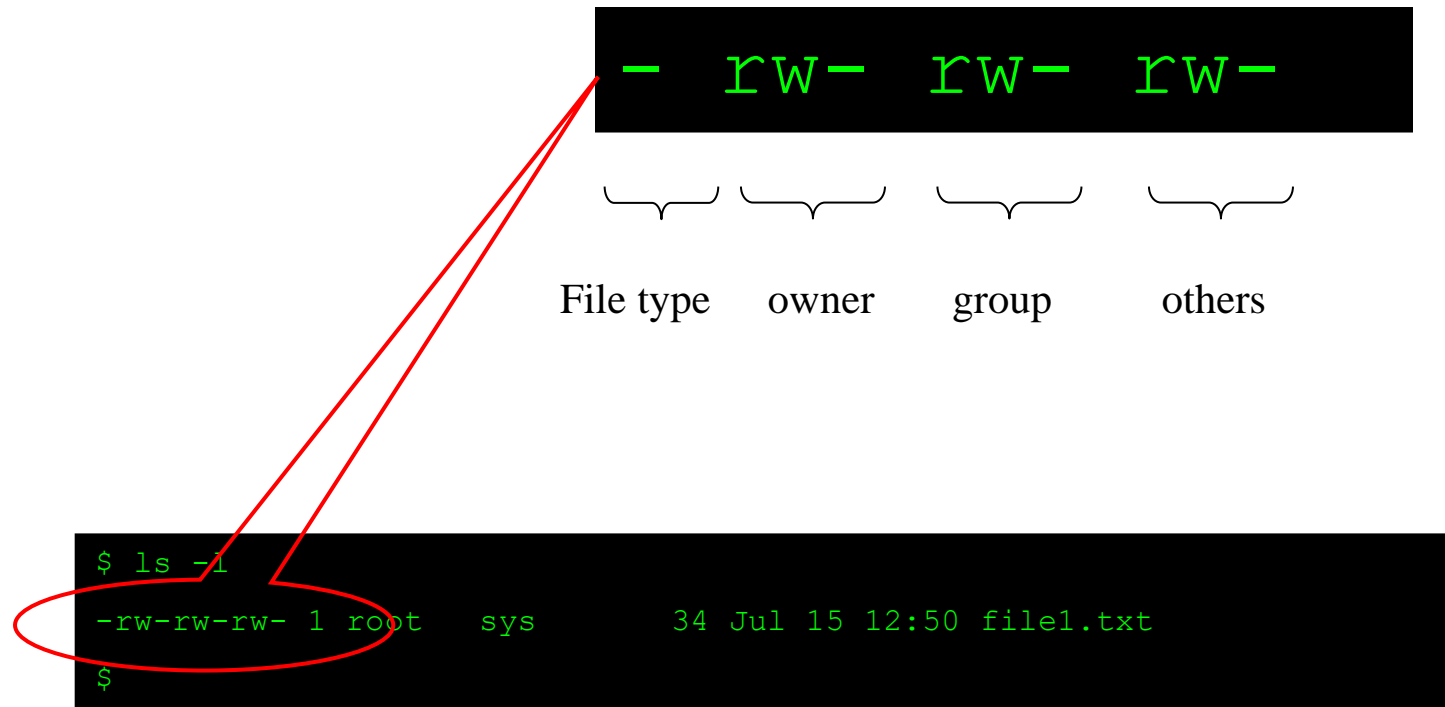 - rw- rw- rw-
File type owner group others
$ ls -l
-rw-rw-rw- 1 root sys 34 Jul 15 12:50 file1.txt
$